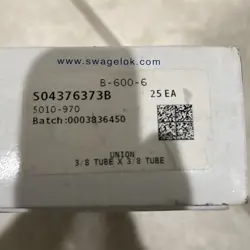 www.swagelok.com
B-600-6
S04376373B 25 EA
5010-970
Batch:0003836450
UNION
3/8 TUBE X 3/8 TUBE